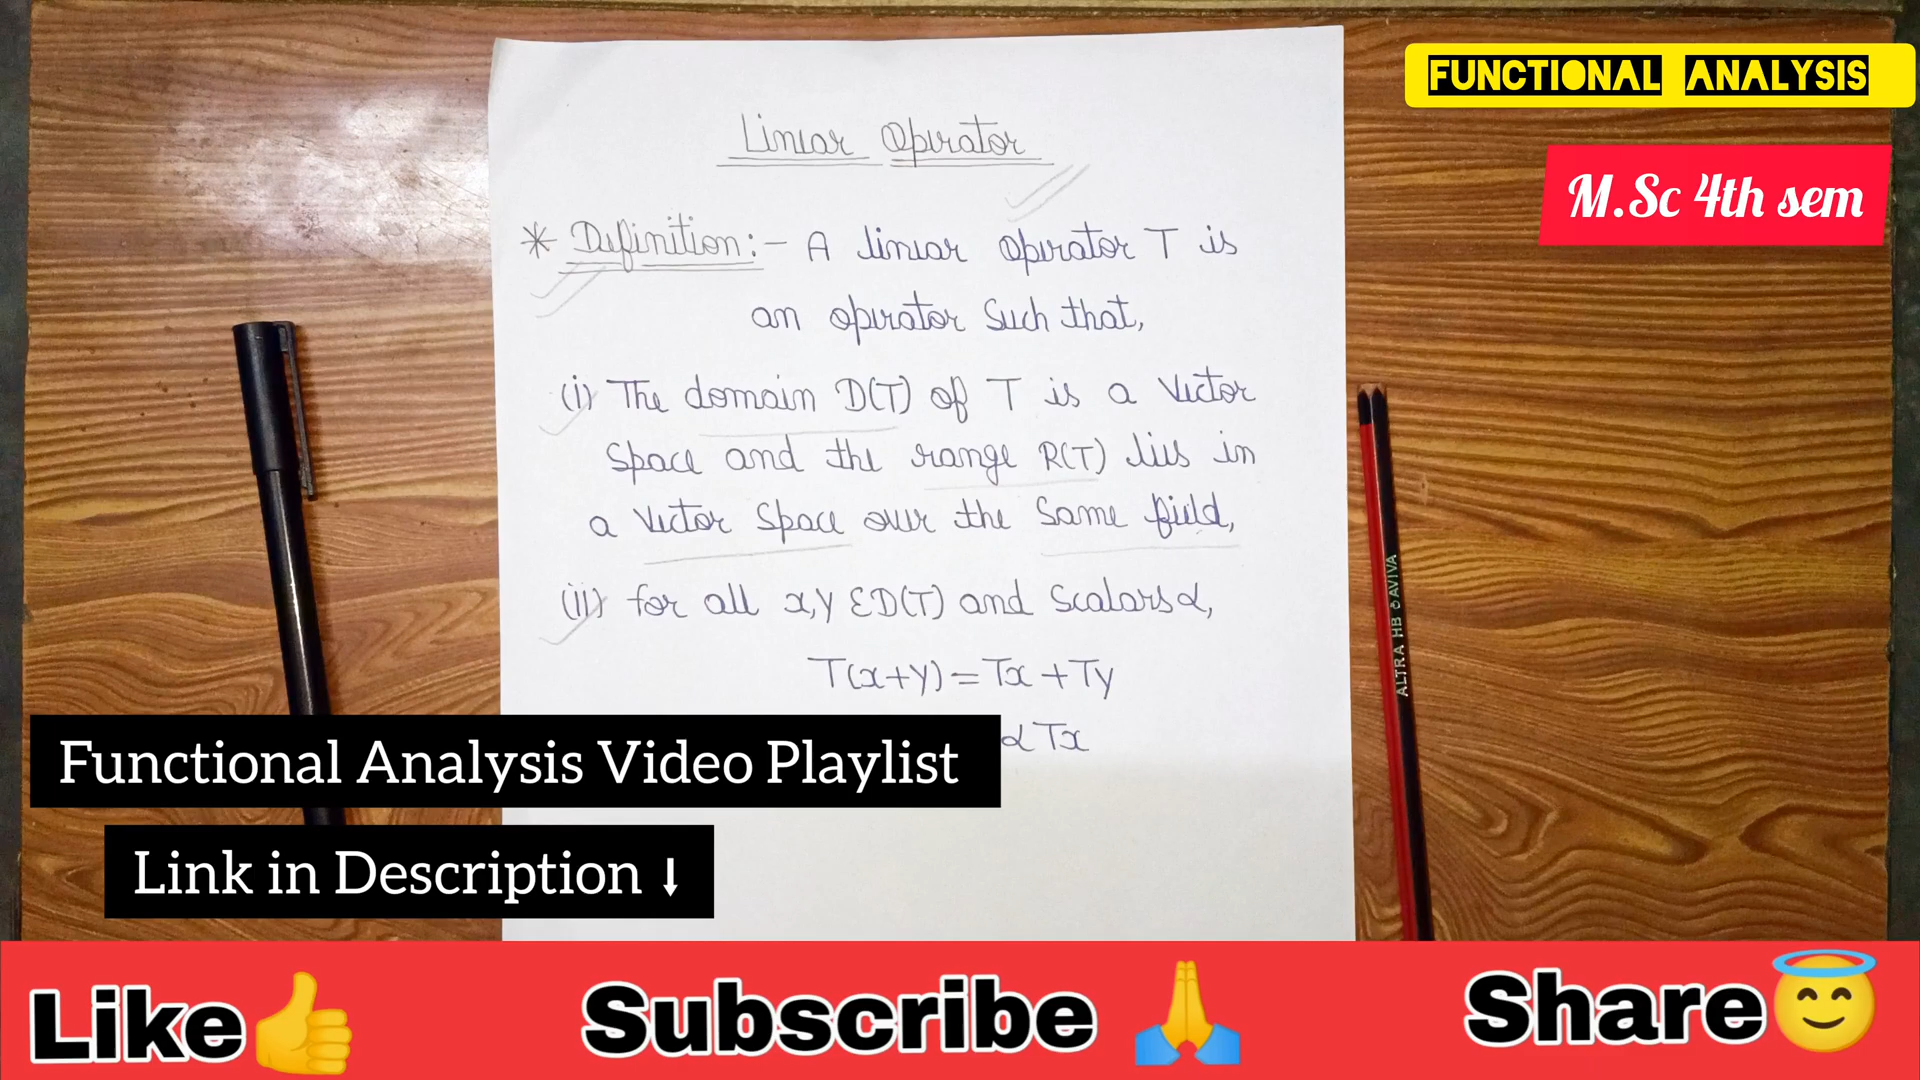 FUNCTIONAL ANALYSIS
M.Sc 4th sem
Linear Operator
* Definition:- A linear operator T is
an operator Such that,
(i) The domain D(T) of T is a Vector
Space and the range R(T) lies in
a Vector Space over the Same field,
(ii) for all x,y ƐD(T) and Scalars α,
T(x+y)=Tx+Ty
αTx
ALTRA HB
Functional Analysis Video Playlist
Link in Description ⬇
Like👍 Subscribe 🙏 Share😇